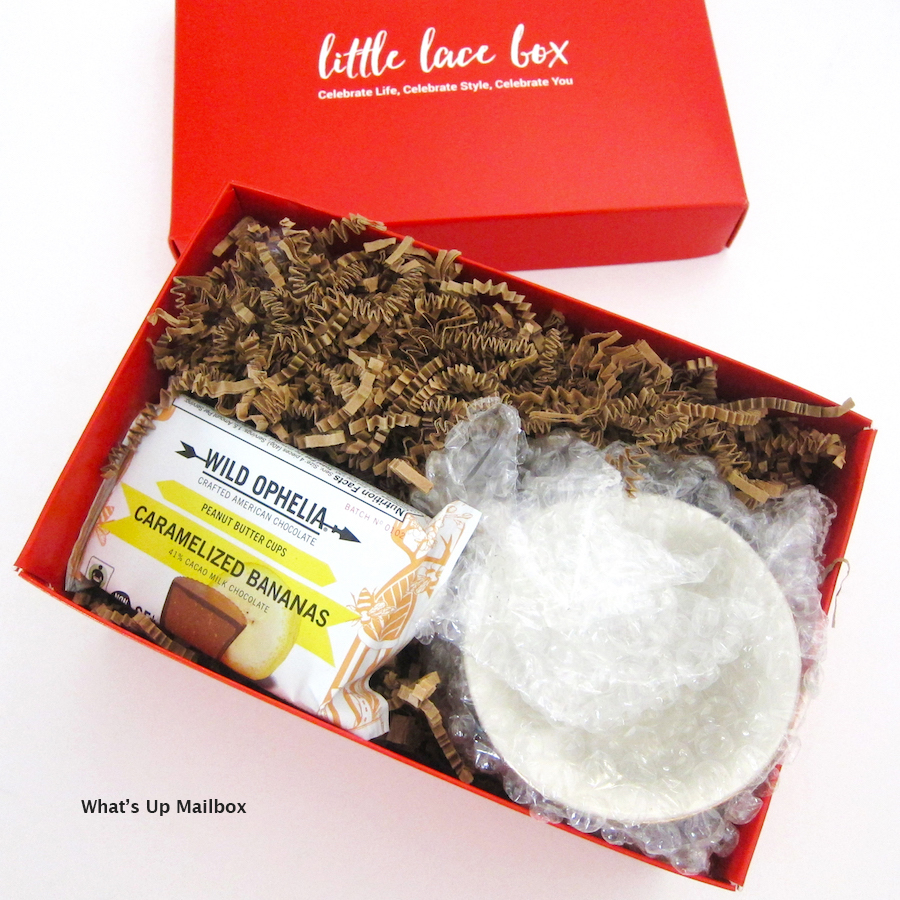 little lace box
Celebrate Life, Celebrate Style, Celebrate You
Nutrition Facts
BATCH Nº
WILD OPHELIA
CRAFTED AMERICAN CHOCOLATE
PEANUT BUTTER CUPS
CARAMELIZED BANANAS
41% CACAO MILK CHOCOLATE
NON
What's Up Mailbox